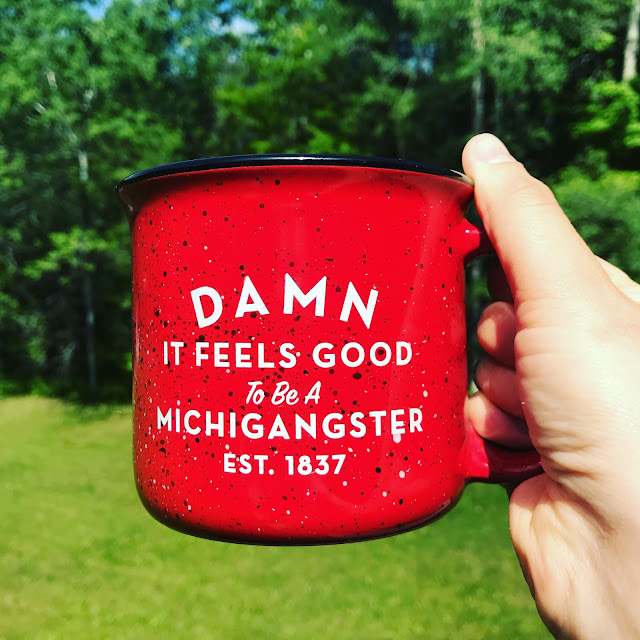 DAMN
IT FEELS GOOD
To Be A
MICHIGANGSTER
EST. 1837